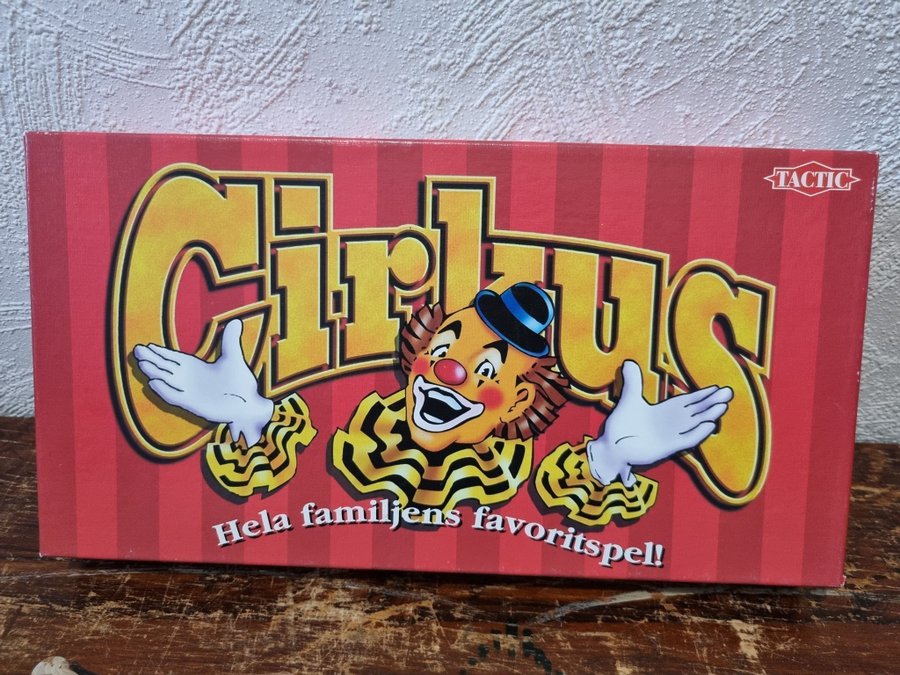 TACTIC
Cirkus
Hela familjens favoritspel!